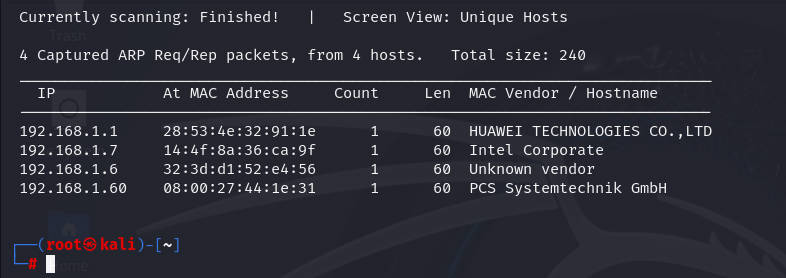 Currently scanning: Finished!   |   Screen View: Unique Hosts
4 Captured ARP Req/Rep packets, from 4 hosts.   Total size: 240
IP            At MAC Address     Count     Len  MAC Vendor / Hostname
192.168.1.1     28:53:4e:32:91:1e      1      60  HUAWEI TECHNOLOGIES CO.,LTD
192.168.1.7     14:4f:8a:36:ca:9f      1      60  Intel Corporate
192.168.1.6     32:3d:d1:52:e4:56      1      60  Unknown vendor
192.168.1.60    08:00:27:44:1e:31      1      60  PCS Systemtechnik GmbH
Trash
(root㉿kali)-[~]
#
Home